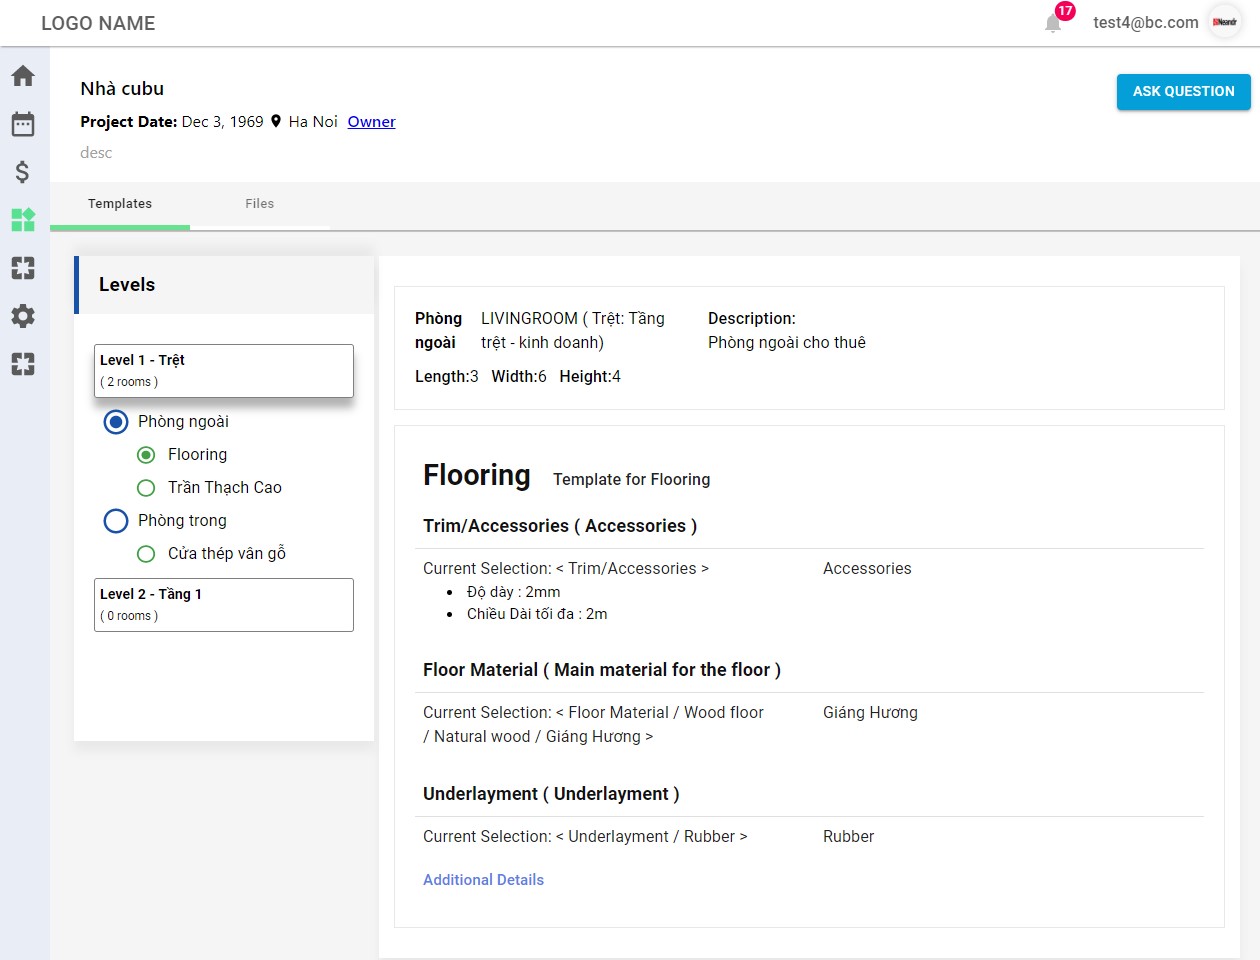 LOGO NAME
17
test4@bc.com
Neandr
Nhà cubu
ASK QUESTION
Project Date: Dec 3, 1969 Ha Noi Owner
desc
Templates
Files
Levels
Level 1 - Trệt
( 2 rooms )
Phòng ngoài
Flooring
Trần Thạch Cao
Phòng trong
Cửa thép vân gỗ
Level 2 - Tầng 1
( 0 rooms )
Phòng ngoài
LIVINGROOM ( Trệt: Tầng
trệt - kinh doanh)
Description:
Phòng ngoài cho thuê
Length:3 Width:6 Height:4
Flooring Template for Flooring
Trim/Accessories ( Accessories )
Current Selection: < Trim/Accessories >
Accessories
Độ dày : 2mm
Chiều Dài tối đa : 2m
Floor Material ( Main material for the floor )
Current Selection: < Floor Material / Wood floor
/ Natural wood / Giáng Hương >
Giáng Hương
Underlayment ( Underlayment )
Current Selection: < Underlayment / Rubber >
Rubber
Additional Details